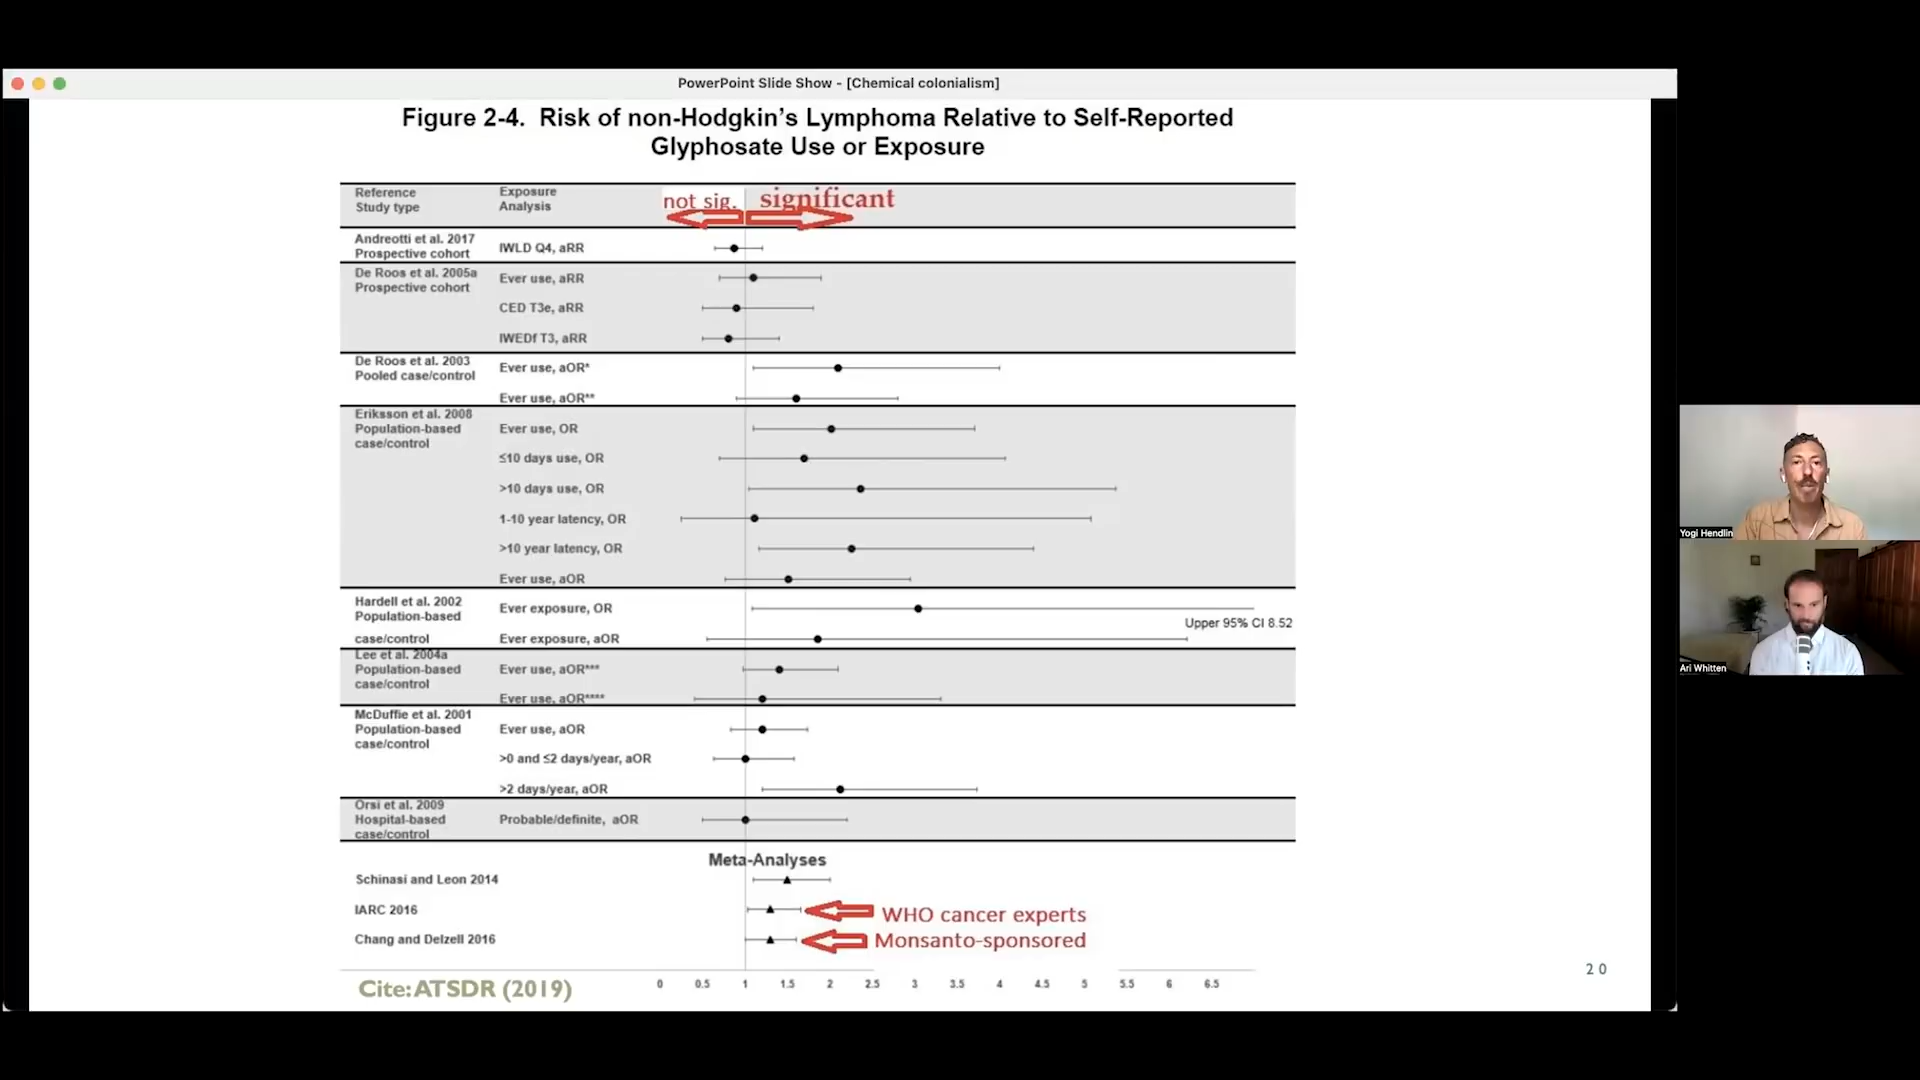 PowerPoint Slide Show - [Chemical colonialism]
Figure 2-4. Risk of non-Hodgkin's Lymphoma Relative to Self-Reported
Glyphosate Use or Exposure
Reference
Study type
Exposure
Analysis
not sig.
significant
Andreotti et al. 2017
Prospective cohort
IWLD Q4, aRR
De Roos et al. 2005a
Prospective cohort
Ever use, aRR
CED T3e, aRR
IWEDf T3, aRR
De Roos et al. 2003
Pooled case/control
Ever use, aOR*
Ever use, aOR**
Eriksson et al. 2008
Population-based
case/control
Ever use, OR
≤10 days use, OR
>10 days use, OR
1-10 year latency, OR
>10 year latency, OR
Ever use, aOR
Hardell et al. 2002
Population-based
case/control
Ever exposure, OR
Upper 95% CI 8.52
Ever exposure, aOR
Lee et al. 2004a
Population-based
case/control
Ever use, aOR***
Ever use, aOR****
McDuffie et al. 2001
Population-based
case/control
Ever use, aOR
>0 and ≤2 days/year, aOR
>2 days/year, aOR
Orsi et al. 2009
Hospital-based
case/control
Probable/definite, aOR
Meta-Analyses
Schinasi and Leon 2014
IARC 2016
WHO cancer experts
Chang and Delzell 2016
Monsanto-sponsored
0 0.5 1 1.5 2 2.5 3 3.5 4 4.5 5 5.5 6 6.5
Cite: ATSDR (2019)
20
Yogi Hendlin
Ari Whitten